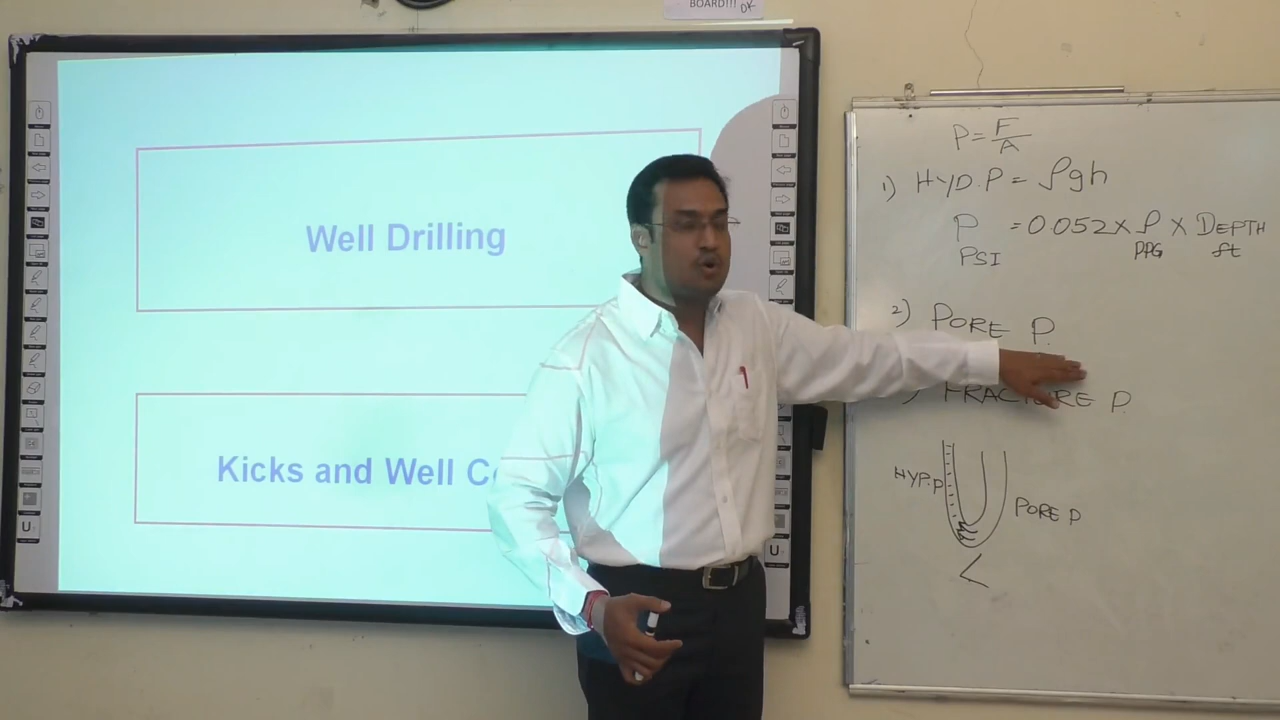 BOARD!!! OK
Well Drilling
Kicks and Well
P = F/A
1) HYD. P = ρgh
P = 0.052 × ρ × DEPTH
PSI PPG ft
2) PORE P.
) FRACTURE P.
HYP. P
PORE P
<
U
U